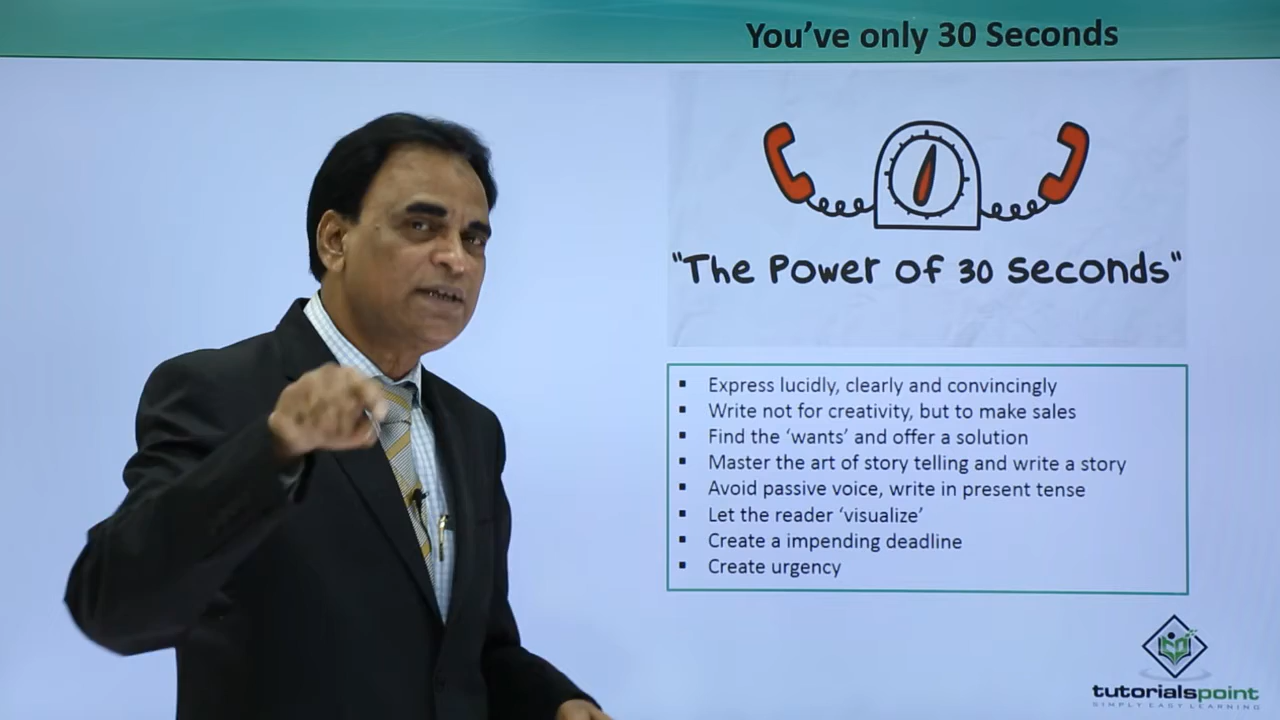 You've only 30 Seconds
"The Power of 30 Seconds"
Express lucidly, clearly and convincingly
Write not for creativity, but to make sales
Find the 'wants' and offer a solution
Master the art of story telling and write a story
Avoid passive voice, write in present tense
Let the reader 'visualize'
Create a impending deadline
Create urgency
tutorialspoint
SIMPLY EASY LEARNING